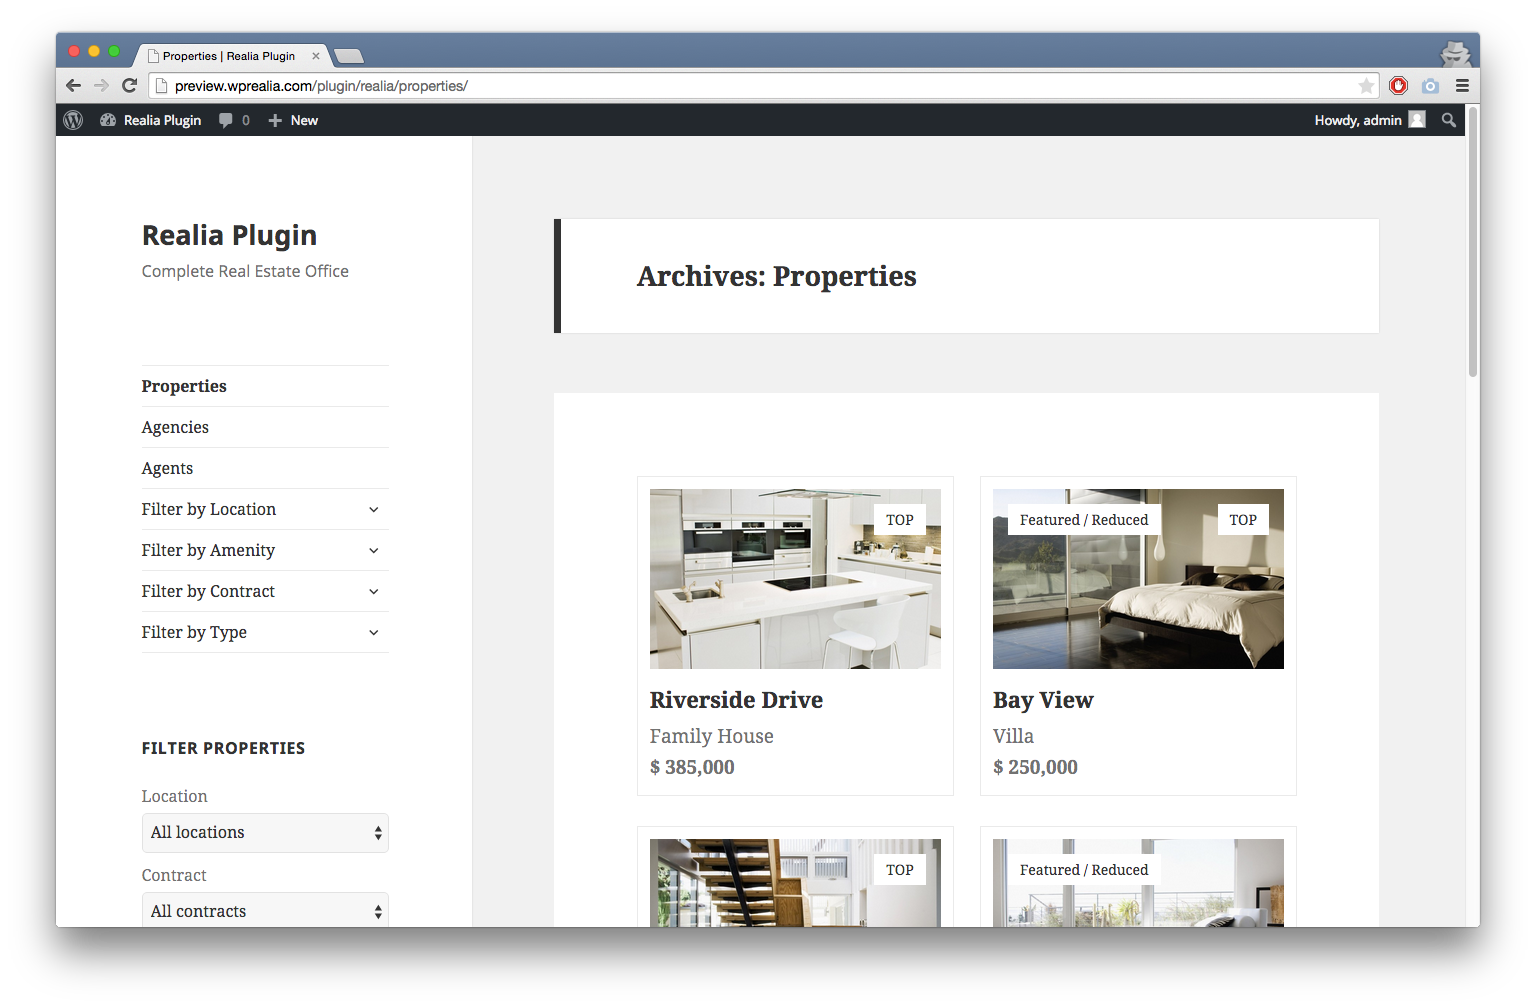 Properties | Realia Plugin
preview.wprealia.com/plugin/realia/properties/
Realia Plugin 0 New Howdy, admin
Realia Plugin
Complete Real Estate Office
Properties
Agencies
Agents
Filter by Location
Filter by Amenity
Filter by Contract
Filter by Type
FILTER PROPERTIES
Location
All locations
Contract
All contracts
Archives: Properties
TOP
Riverside Drive
Family House
$ 385,000
Featured / Reduced TOP
Bay View
Villa
$ 250,000
TOP
Featured / Reduced